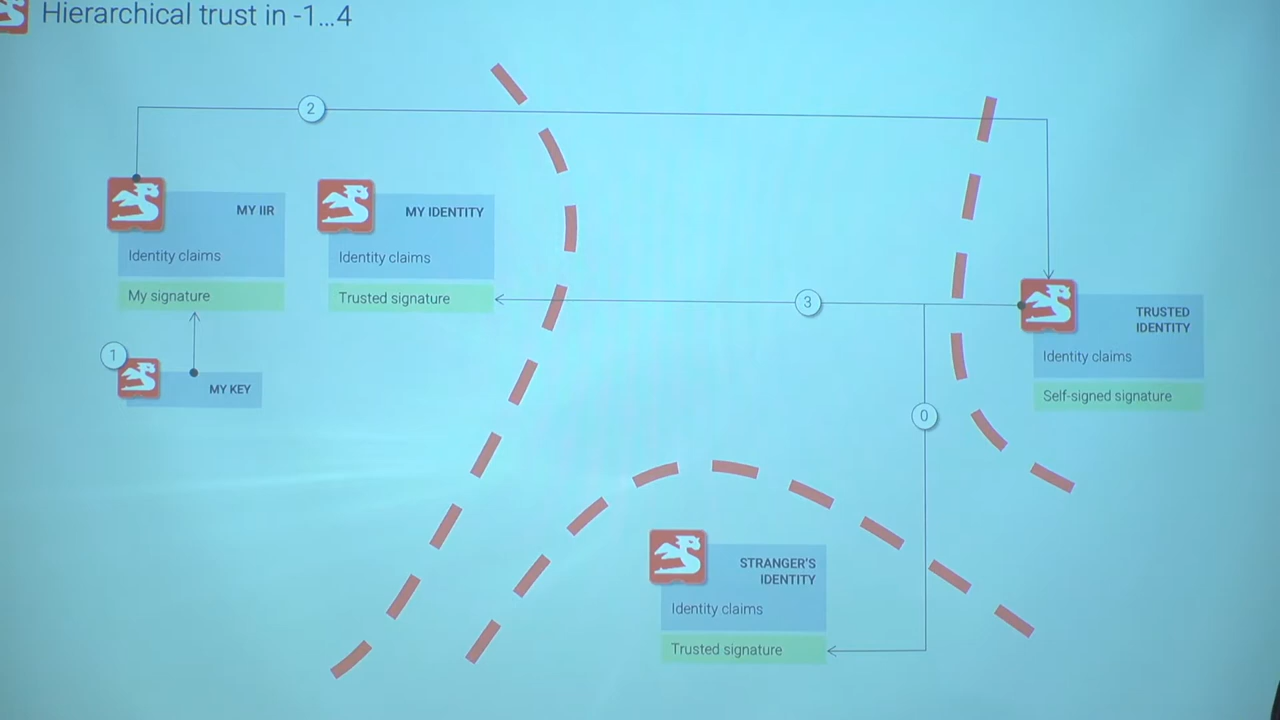 Hierarchical trust in -1...4
2
MY IIR
Identity claims
My signature
MY IDENTITY
Identity claims
Trusted signature
3
TRUSTED
IDENTITY
Identity claims
Self-signed signature
1
MY KEY
0
STRANGER'S
IDENTITY
Identity claims
Trusted signature